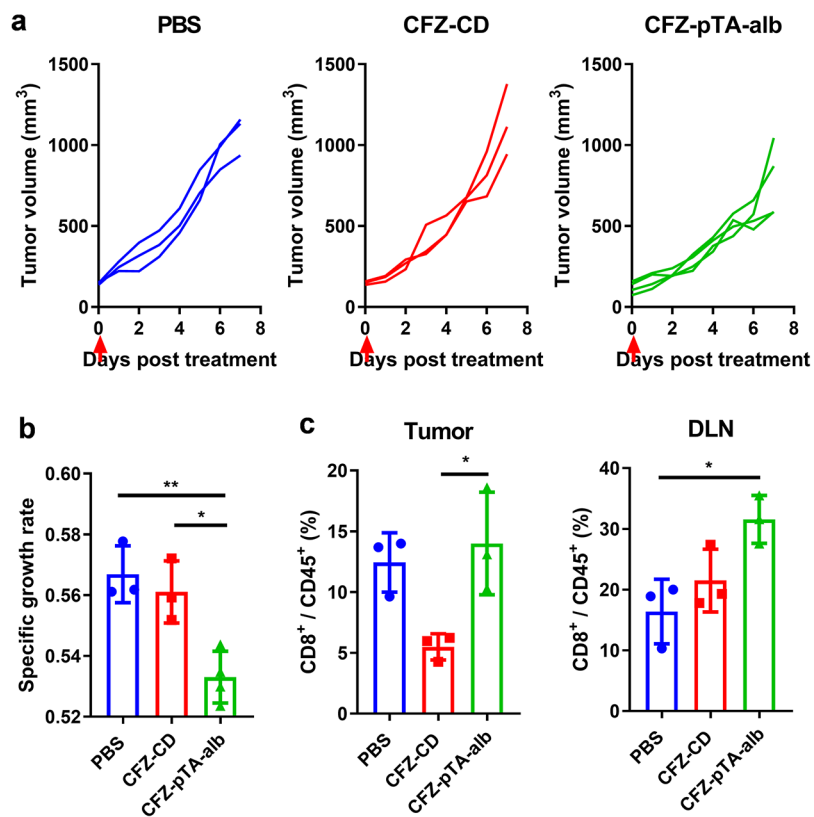 a
PBS
CFZ-CD
CFZ-pTA-alb
Tumor volume (mm³)
1500
1000
500
0
0 2 4 6 8
Days post treatment
Tumor volume (mm³)
1500
1000
500
0
0 2 4 6 8
Days post treatment
Tumor volume (mm³)
1500
1000
500
0
0 2 4 6 8
Days post treatment
b
Specific growth rate
0.60
0.58
0.56
0.54
0.52
**
*
PBS
CFZ-CD
CFZ-pTA-alb
c
Tumor
CD8⁺ / CD45⁺ (%)
20
15
10
5
0
*
PBS
CFZ-CD
CFZ-pTA-alb
DLN
CD8⁺ / CD45⁺ (%)
40
30
20
10
0
*
PBS
CFZ-CD
CFZ-pTA-alb